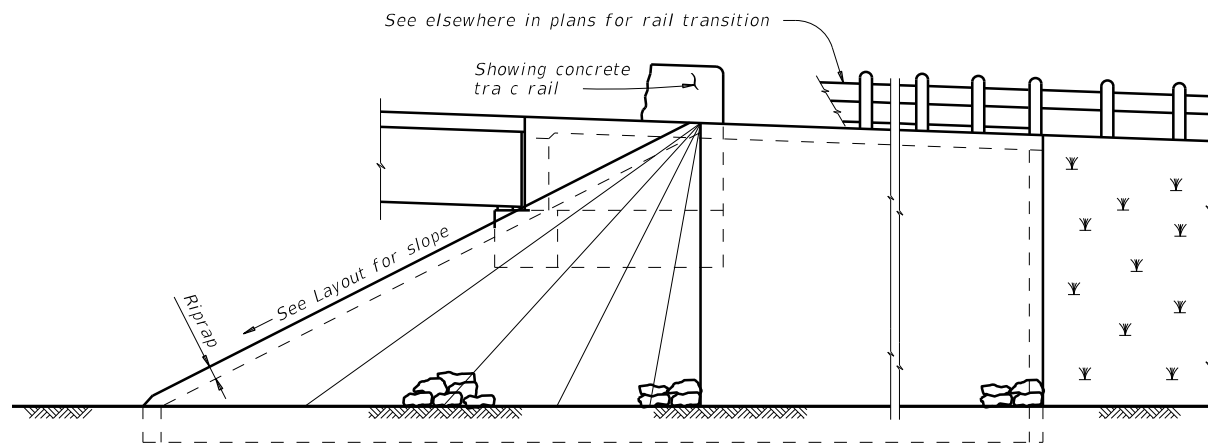 See elsewhere in plans for rail transition
Showing concrete
tra c rail
See Layout for slope
Riprap